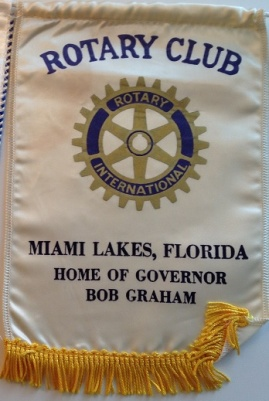 ROTARY CLUB
ROTARY
INTERNATIONAL
MIAMI LAKES, FLORIDA
HOME OF GOVERNOR
BOB GRAHAM